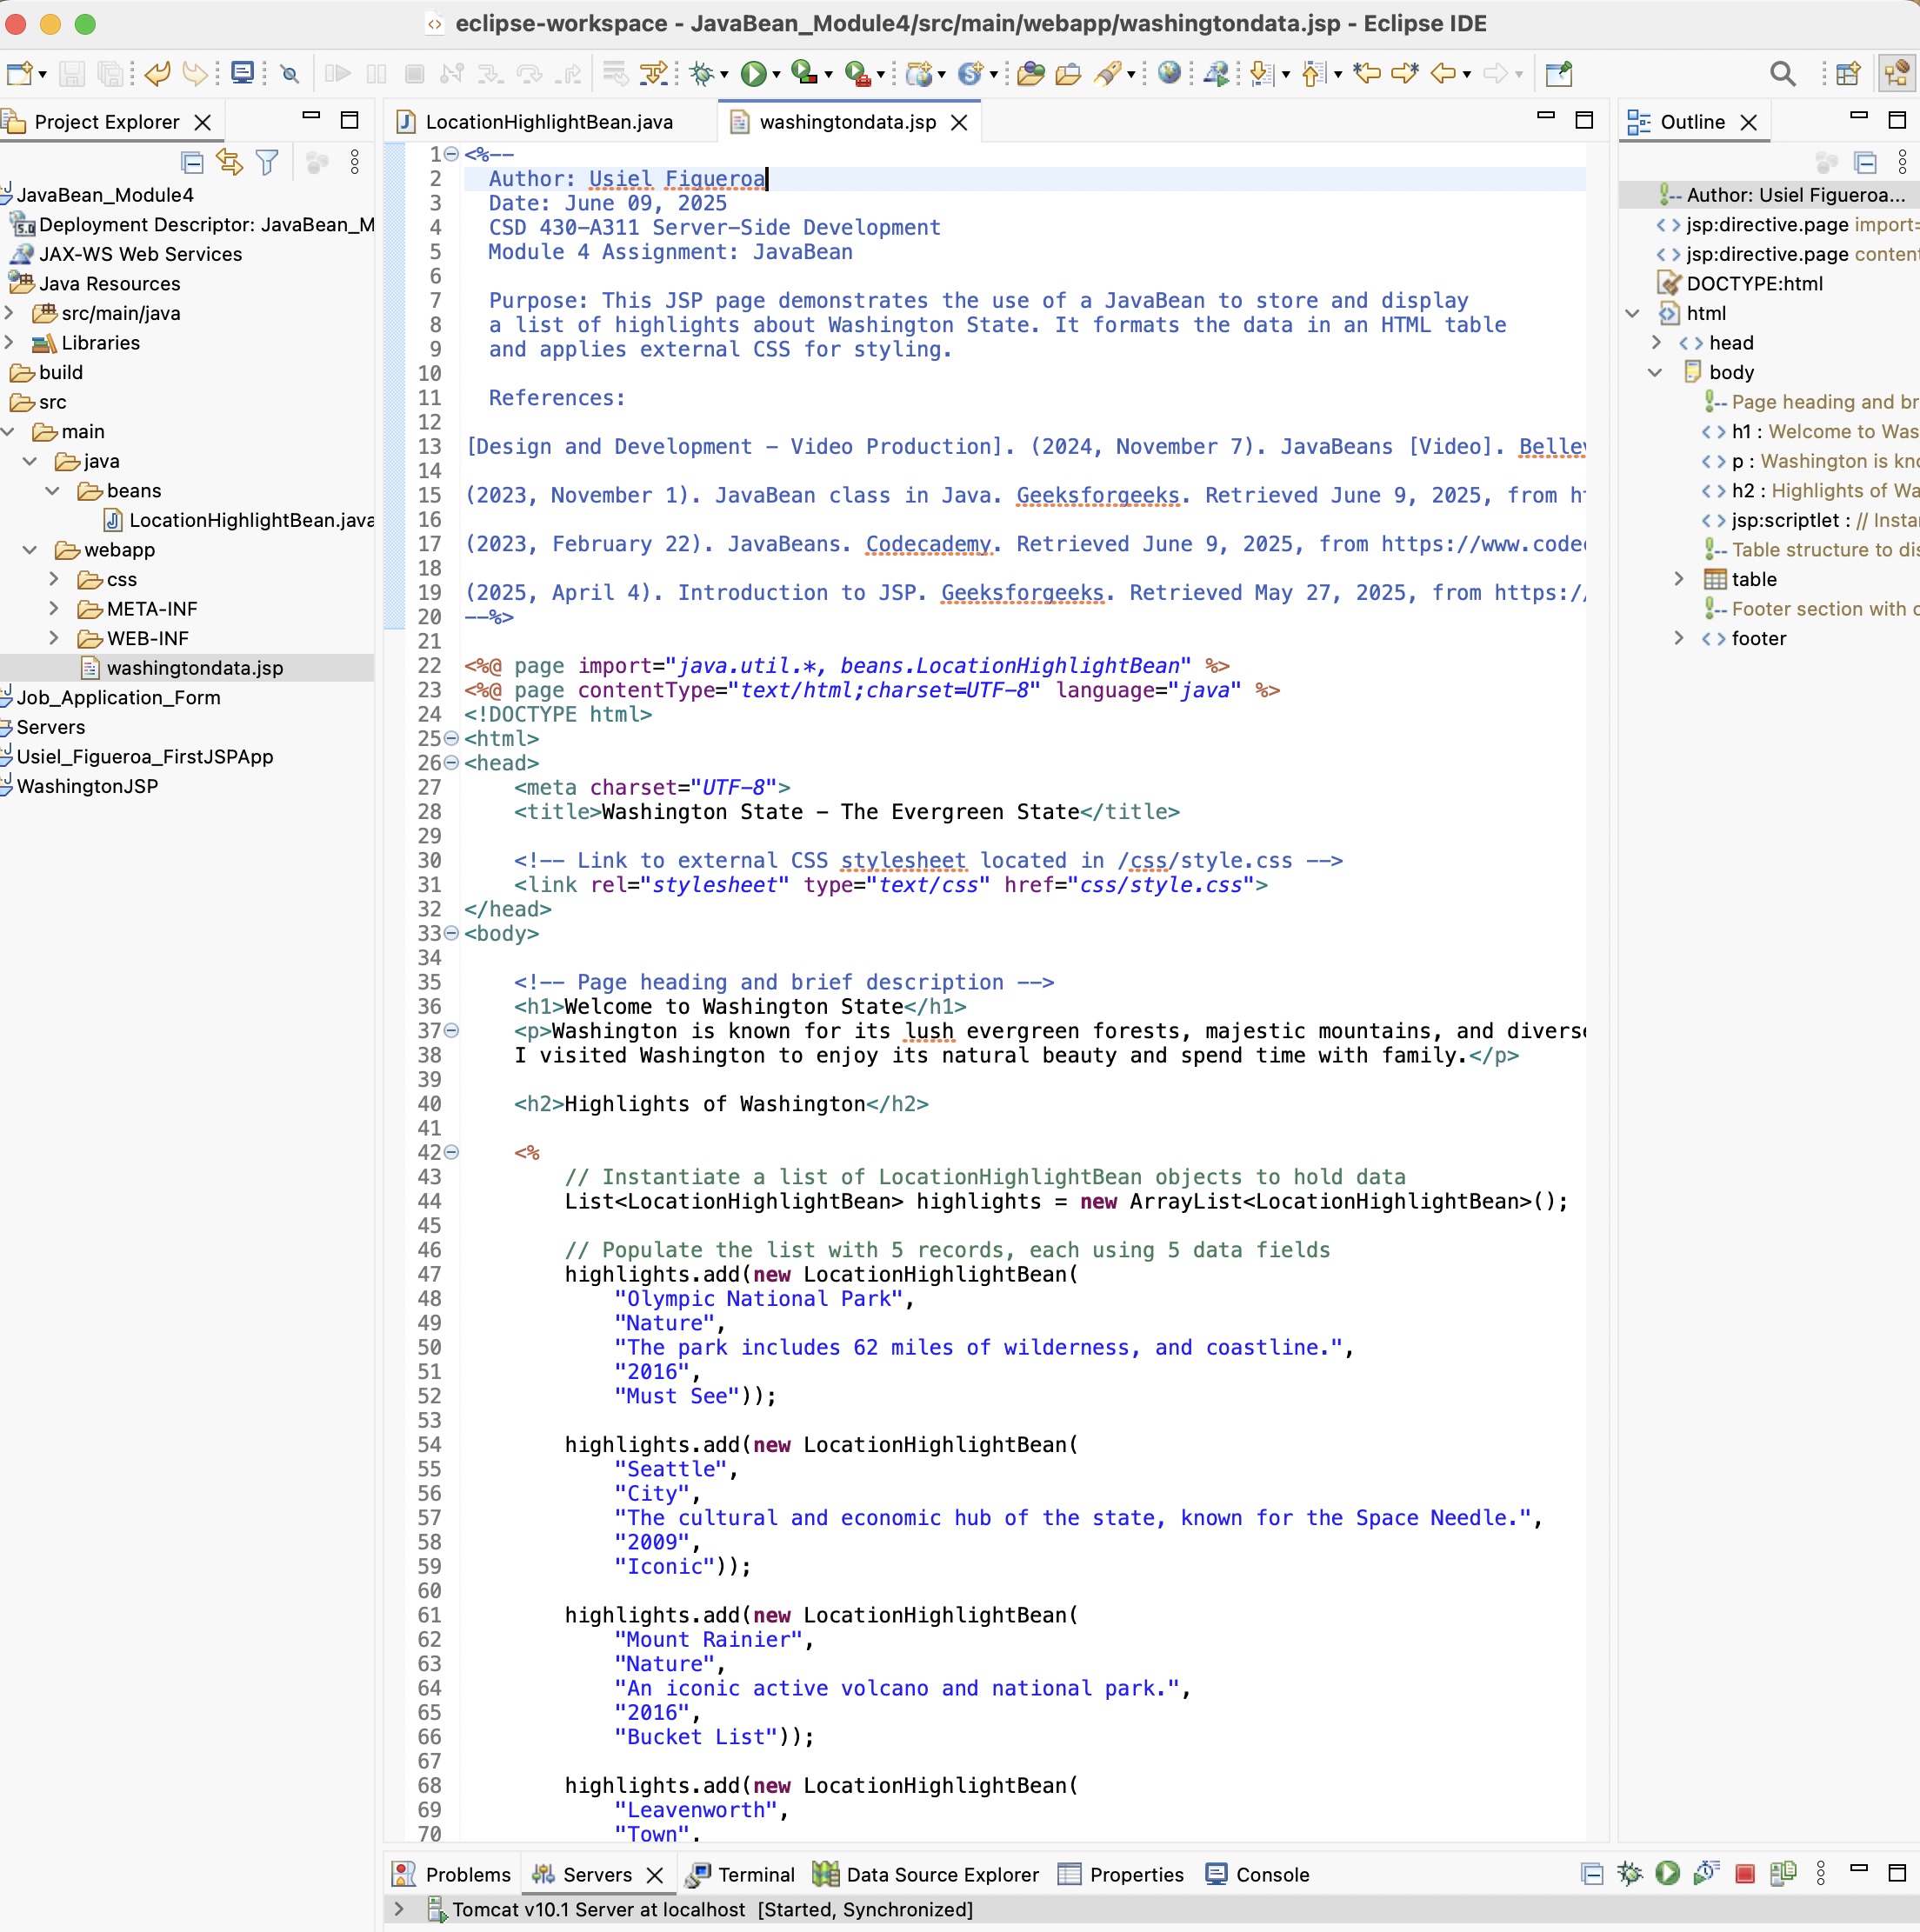 eclipse-workspace - JavaBean_Module4/src/main/webapp/washingtondata.jsp - Eclipse IDE
Project Explorer
JavaBean_Module4
Deployment Descriptor: JavaBean_M
JAX-WS Web Services
Java Resources
src/main/java
Libraries
build
src
main
java
beans
LocationHighlightBean.java
webapp
css
META-INF
WEB-INF
washingtondata.jsp
Job_Application_Form
Servers
Usiel_Figueroa_FirstJSPApp
WashingtonJSP
LocationHighlightBean.java
washingtondata.jsp
1 <%--
2 Author: Usiel Figueroa
3 Date: June 09, 2025
4 CSD 430-A311 Server-Side Development
5 Module 4 Assignment: JavaBean
6
7 Purpose: This JSP page demonstrates the use of a JavaBean to store and display
8 a list of highlights about Washington State. It formats the data in an HTML table
9 and applies external CSS for styling.
10
11 References:
12
13 [Design and Development - Video Production]. (2024, November 7). JavaBeans [Video]. Bellev
14
15 (2023, November 1). JavaBean class in Java. Geeksforgeeks. Retrieved June 9, 2025, from h
16
17 (2023, February 22). JavaBeans. Codecademy. Retrieved June 9, 2025, from https://www.code
18
19 (2025, April 4). Introduction to JSP. Geeksforgeeks. Retrieved May 27, 2025, from https:/
20 --%>
21
22 <%@ page import="java.util.*, beans.LocationHighlightBean" %>
23 <%@ page contentType="text/html;charset=UTF-8" language="java" %>
24 <!DOCTYPE html>
25 <html>
26 <head>
27 <meta charset="UTF-8">
28 <title>Washington State - The Evergreen State</title>
29
30 <!-- Link to external CSS stylesheet located in /css/style.css -->
31 <link rel="stylesheet" type="text/css" href="css/style.css">
32 </head>
33 <body>
34
35 <!-- Page heading and brief description -->
36 <h1>Welcome to Washington State</h1>
37 <p>Washington is known for its lush evergreen forests, majestic mountains, and diverse
38 I visited Washington to enjoy its natural beauty and spend time with family.</p>
39
40 <h2>Highlights of Washington</h2>
41
42 <%
43 // Instantiate a list of LocationHighlightBean objects to hold data
44 List<LocationHighlightBean> highlights = new ArrayList<LocationHighlightBean>();
45
46 // Populate the list with 5 records, each using 5 data fields
47 highlights.add(new LocationHighlightBean(
48 "Olympic National Park",
49 "Nature",
50 "The park includes 62 miles of wilderness, and coastline.",
51 "2016",
52 "Must See"));
53
54 highlights.add(new LocationHighlightBean(
55 "Seattle",
56 "City",
57 "The cultural and economic hub of the state, known for the Space Needle.",
58 "2009",
59 "Iconic"));
60
61 highlights.add(new LocationHighlightBean(
62 "Mount Rainier",
63 "Nature",
64 "An iconic active volcano and national park.",
65 "2016",
66 "Bucket List"));
67
68 highlights.add(new LocationHighlightBean(
69 "Leavenworth",
70 "Town",
Outline
Author: Usiel Figueroa...
jsp:directive.page import=
jsp:directive.page content
DOCTYPE:html
html
head
body
Page heading and br
h1 : Welcome to Was
p : Washington is kno
h2 : Highlights of Wa
jsp:scriptlet : // Insta
Table structure to dis
table
Footer section with c
footer
Problems
Servers
Terminal
Data Source Explorer
Properties
Console
Tomcat v10.1 Server at localhost [Started, Synchronized]